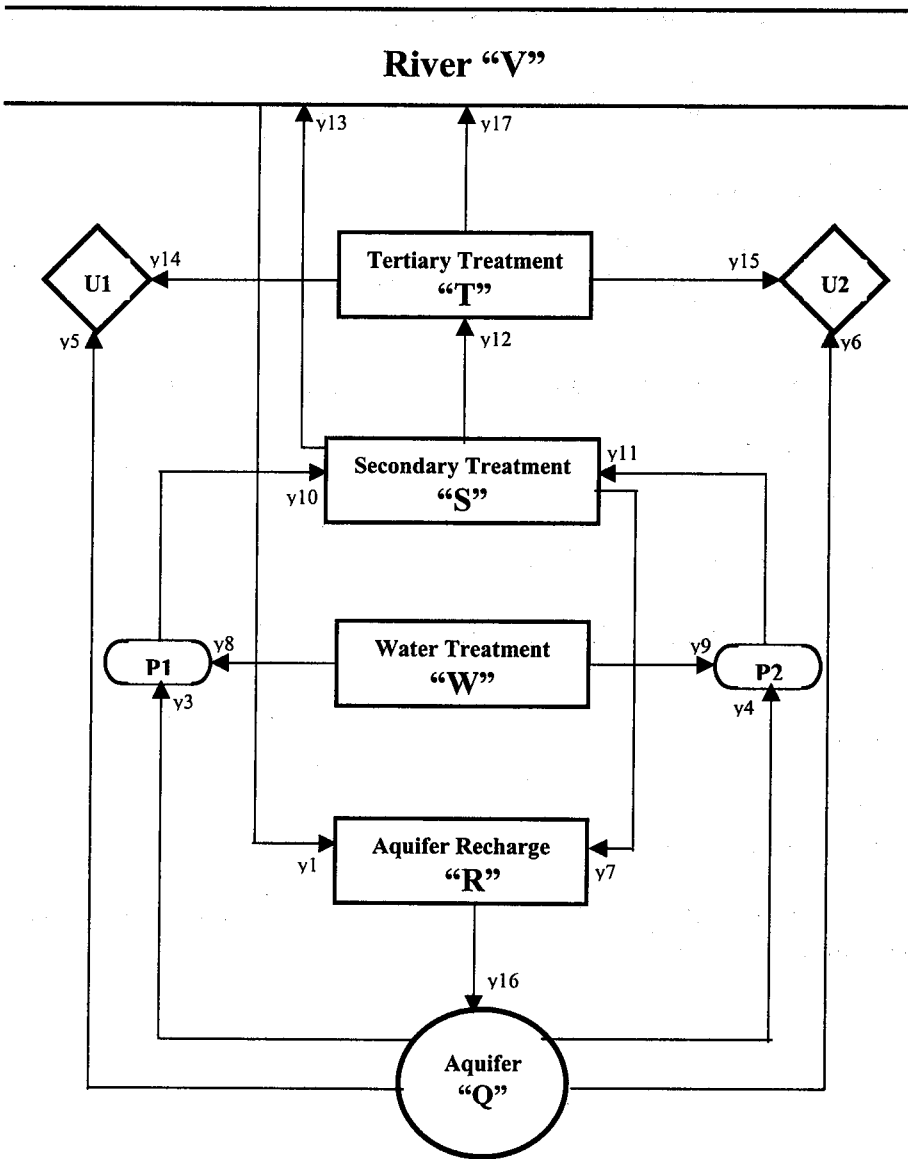 River “V”
y13
y17
y14
Tertiary Treatment
“T”
y15
U1
U2
y5
y12
y6
Secondary Treatment
“S”
y11
y10
Water Treatment
“W”
y8
y9
P1
P2
y3
y4
Aquifer Recharge
“R”
y1
y7
y16
Aquifer
“Q”